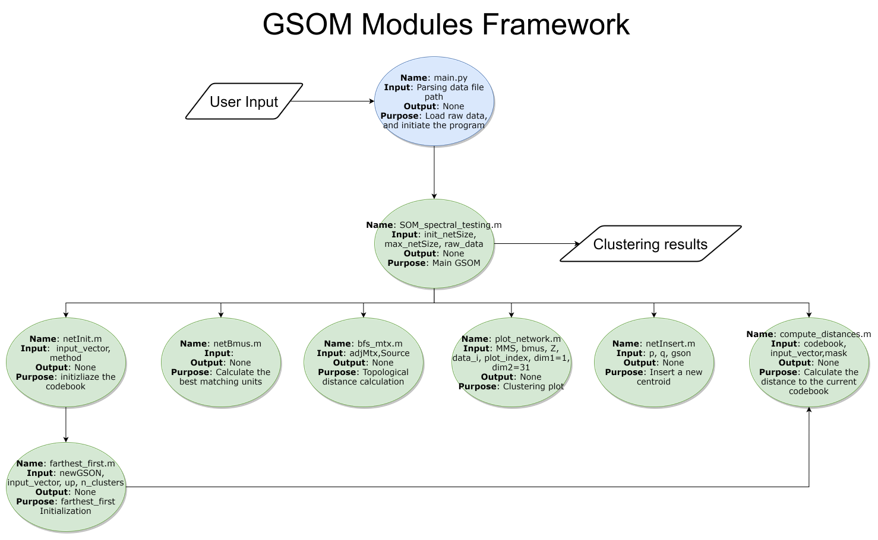 GSOM Modules Framework
User Input
Name: main.py
Input: Parsing data file
path
Output: None
Purpose: Load raw data,
and initiate the program
Name: SOM_spectral_testing.m
Input: init_netSize,
max_netSize, raw_data
Output: None
Purpose: Main GSOM
Clustering results
Name: netInit.m
Input: input_vector,
method
Output: None
Purpose: initizliaze the
codebook
Name: netBmus.m
Input:
Output: None
Purpose: Calculate the
best matching units
Name: bfs_mtx.m
Input: adjMtx,Source
Output: None
Purpose: Topological
distance calculation
Name: plot_network.m
Input: MMS, bmus, Z,
data_i, plot_index, dim1=1,
dim2=31
Output: None
Purpose: Clustering plot
Name: netInsert.m
Input: p, q, gson
Output: None
Purpose: Insert a new
centroid
Name: compute_distances.m
Input: codebook,
input_vector,mask
Output: None
Purpose: Calculate the
distance to the current
codebook
Name: farthest_first.m
Input: newGSON,
input_vector, up, n_clusters
Output: None
Purpose: farthest_first
Initialization